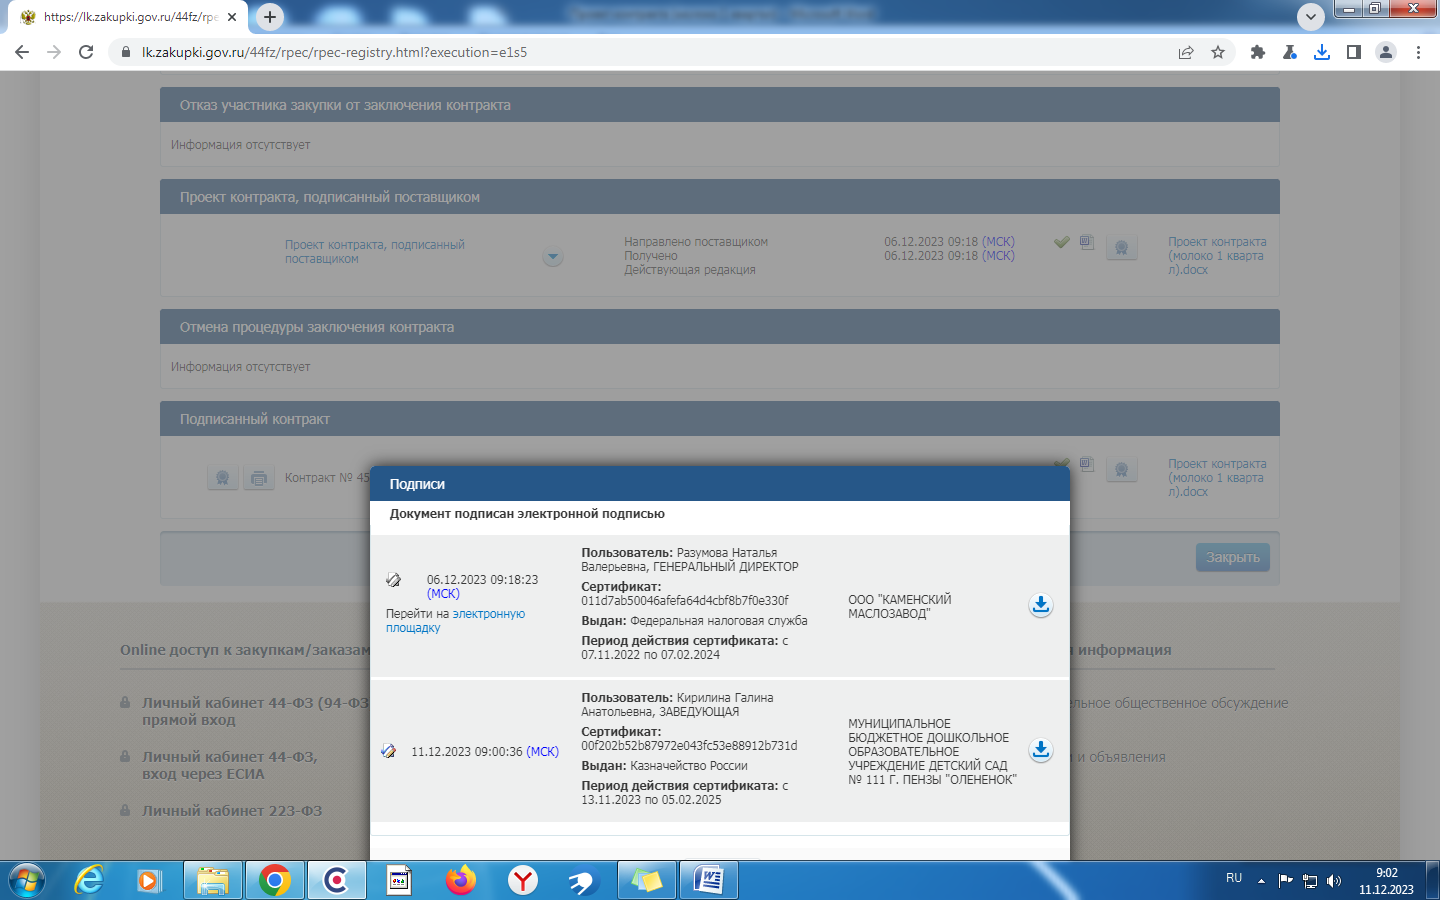 https://lk.zakupki.gov.ru/44fz/rpe
lk.zakupki.gov.ru/44fz/rpec/rpec-registry.html?execution=e1s5
Отказ участника закупки от заключения контракта
Информация отсутствует
Проект контракта, подписанный поставщиком
Проект контракта, подписанный
поставщиком
Направлено поставщиком
Получено
Действующая редакция
06.12.2023 09:18 (МСК)
06.12.2023 09:18 (МСК)
Проект контракта
(молоко 1 кварта
л).docx
Отмена процедуры заключения контракта
Информация отсутствует
Подписанный контракт
Контракт № 45
Проект контракта
(молоко 1 кварта
л).docx
Закрыть
Подписи
Документ подписан электронной подписью
06.12.2023 09:18:23
(МСК)
Перейти на электронную
площадку
Пользователь: Разумова Наталья
Валерьевна, ГЕНЕРАЛЬНЫЙ ДИРЕКТОР
Сертификат:
011d7ab50046afefa64d4cbf8b7f0e330f
Выдан: Федеральная налоговая служба
Период действия сертификата: с
07.11.2022 по 07.02.2024
ООО "КАМЕНСКИЙ
МАСЛОЗАВОД"
11.12.2023 09:00:36 (МСК)
Пользователь: Кирилина Галина
Анатольевна, ЗАВЕДУЮЩАЯ
Сертификат:
00f202b52b87972e043fc53e88912b731d
Выдан: Казначейство России
Период действия сертификата: с
13.11.2023 по 05.02.2025
МУНИЦИПАЛЬНОЕ
БЮДЖЕТНОЕ ДОШКОЛЬНОЕ
ОБРАЗОВАТЕЛЬНОЕ
УЧРЕЖДЕНИЕ ДЕТСКИЙ САД
№ 111 Г. ПЕНЗЫ "ОЛЕНЕНОК"
Online доступ к закупкам/заказам
Личный кабинет 44-ФЗ (94-ФЗ
прямой вход
Личный кабинет 44-ФЗ,
вход через ЕСИА
Личный кабинет 223-ФЗ
я информация
ельное общественное обсуждение
и и объявления
RU
9:02
11.12.2023